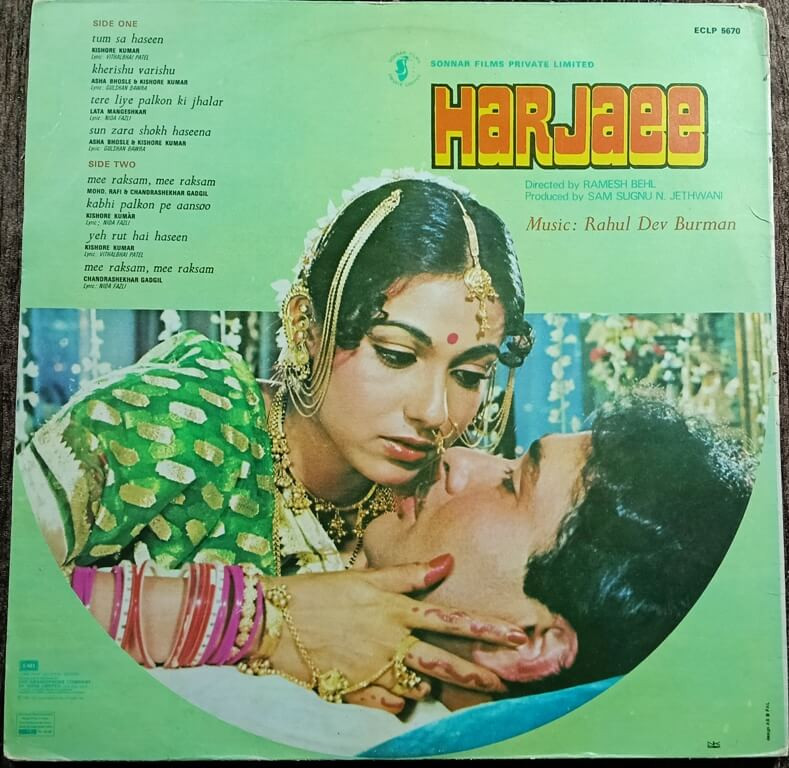 SIDE ONE
tum sa haseen
KISHORE KUMAR
Lyric: VITHALBHAI PATEL
kherishu varishu
ASHA BHOSLE & KISHORE KUMAR
Lyric: GULSHAN BAWRA
tere liye palkon ki jhalar
LATA MANGESHKAR
Lyric: NIDA FAZLI
sun zara shokh haseena
ASHA BHOSLE & KISHORE KUMAR
Lyric: GULSHAN BAWRA
SIDE TWO
mee raksam, mee raksam
MOHD. RAFI & CHANDRASHEKHAR GADGIL
kabhi palkon pe aansoo
KISHORE KUMAR
Lyric: NIDA FAZLI
yeh rut hai haseen
KISHORE KUMAR
Lyric: VITHALBHAI PATEL
mee raksam, mee raksam
CHANDRASHEKHAR GADGIL
Lyric: NIDA FAZLI
ECLP 5670
SONNAR FILMS PRIVATE LIMITED
HARJAEE
Directed by RAMESH BEHL
Produced by SAM SUGNU N. JETHWANI
Music: Rahul Dev Burman
EMI